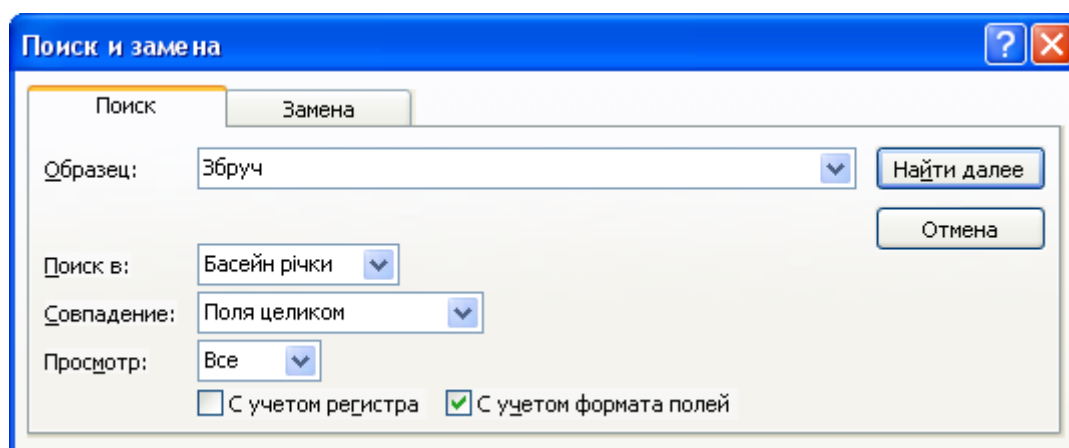 Поиск и замена
Поиск
Замена
Образец:
Збруч
Найти далее
Отмена
Поиск в:
Басейн річки
Совпадение:
Поля целиком
Просмотр:
Все
С учетом регистра
С учетом формата полей